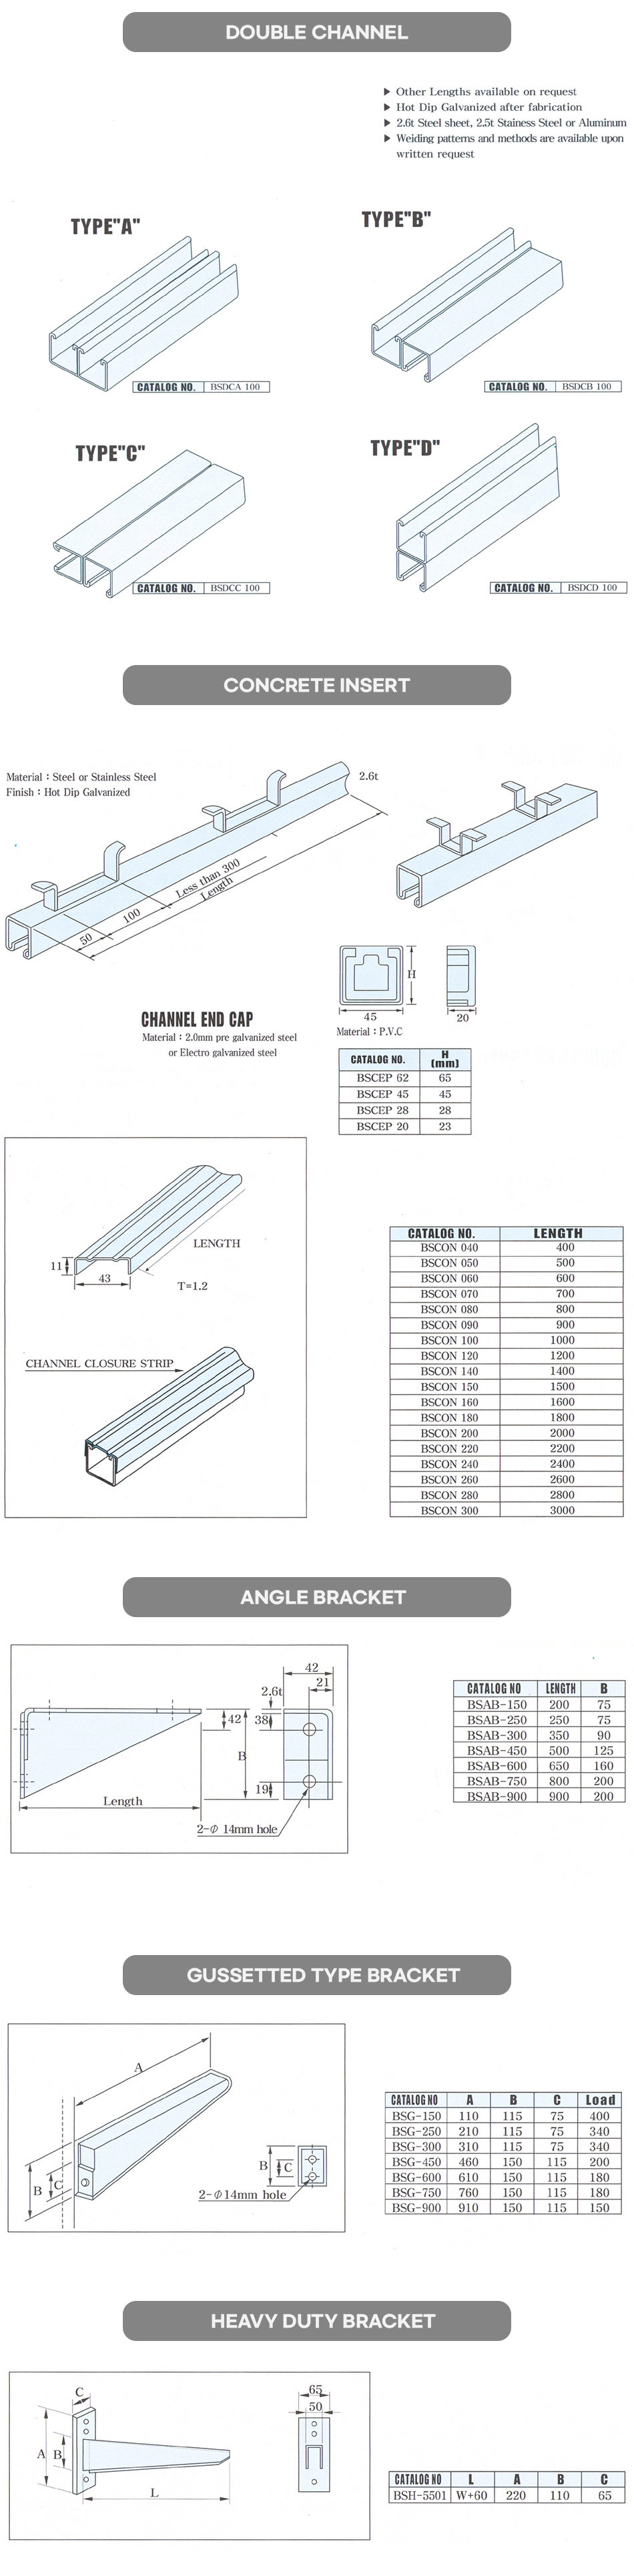 DOUBLE CHANNEL
▶ Other Lengths available on request
▶ Hot Dip Galvanized after fabrication
▶ 2.6t Steel sheet, 2.5t Stainess Steel or Aluminum
▶ Weiding patterns and methods are available upon
written request
TYPE"A"
TYPE"B"
CATALOG NO. BSDCA 100
CATALOG NO. BSDCB 100
TYPE"C"
TYPE"D"
CATALOG NO. BSDCC 100
CATALOG NO. BSDCD 100
CONCRETE INSERT
Material : Steel or Stainless Steel
Finish : Hot Dip Galvanized
2.6t
Less than 300
Length
100
50
H
45
20
Material : P.V.C
CHANNEL END CAP
Material : 2.0mm pre galvanized steel
or Electro galvanized steel
CATALOG NO. H (mm)
BSCEP 62 65
BSCEP 45 45
BSCEP 28 28
BSCEP 20 23
LENGTH
11
43
T=1.2
CHANNEL CLOSURE STRIP
CATALOG NO. LENGTH
BSCON 040 400
BSCON 050 500
BSCON 060 600
BSCON 070 700
BSCON 080 800
BSCON 090 900
BSCON 100 1000
BSCON 120 1200
BSCON 140 1400
BSCON 150 1500
BSCON 160 1600
BSCON 180 1800
BSCON 200 2000
BSCON 220 2200
BSCON 240 2400
BSCON 260 2600
BSCON 280 2800
BSCON 300 3000
ANGLE BRACKET
42
21
2.6t
42
38
B
19
Length
2-Φ 14mm hole
CATALOG NO LENGTH B
BSAB-150 200 75
BSAB-250 250 75
BSAB-300 350 90
BSAB-450 500 125
BSAB-600 650 160
BSAB-750 800 200
BSAB-900 900 200
GUSSETTED TYPE BRACKET
A
B
C
B
C
2-Φ14mm hole
CATALOG NO A B C Load
BSG-150 110 115 75 400
BSG-250 210 115 75 340
BSG-300 310 115 75 340
BSG-450 460 150 115 200
BSG-600 610 150 115 180
BSG-750 760 150 115 180
BSG-900 910 150 115 150
HEAVY DUTY BRACKET
C
A
B
L
65
50
CATALOG NO L A B C
BSH-5501 W+60 220 110 65